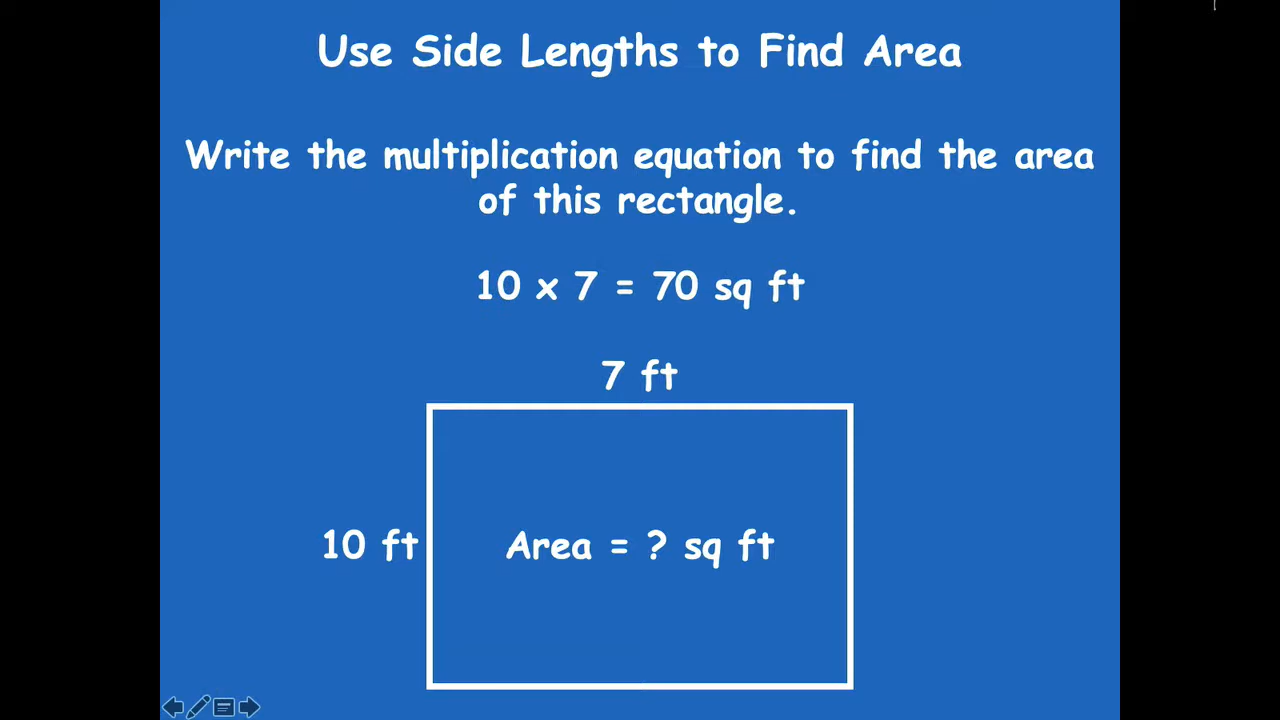 Use Side Lengths to Find Area
Write the multiplication equation to find the area
of this rectangle.
10 x 7 = 70 sq ft
7 ft
10 ft
Area = ? sq ft